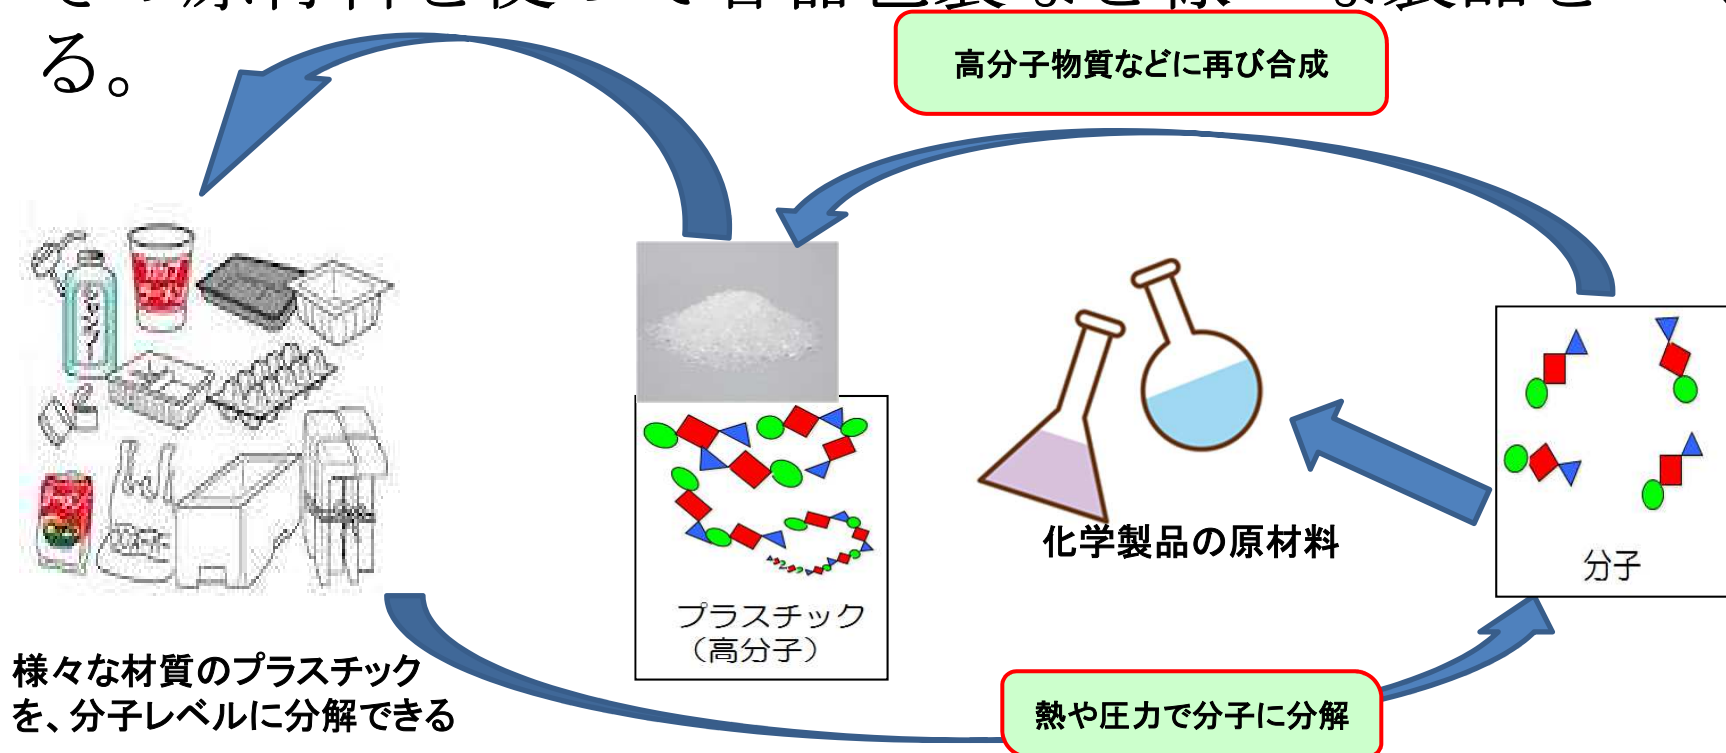 る。
高分子物質などに再び合成
プラスチック
（高分子）
化学製品の原材料
分子
様々な材質のプラスチック
を、分子レベルに分解できる
熱や圧力で分子に分解